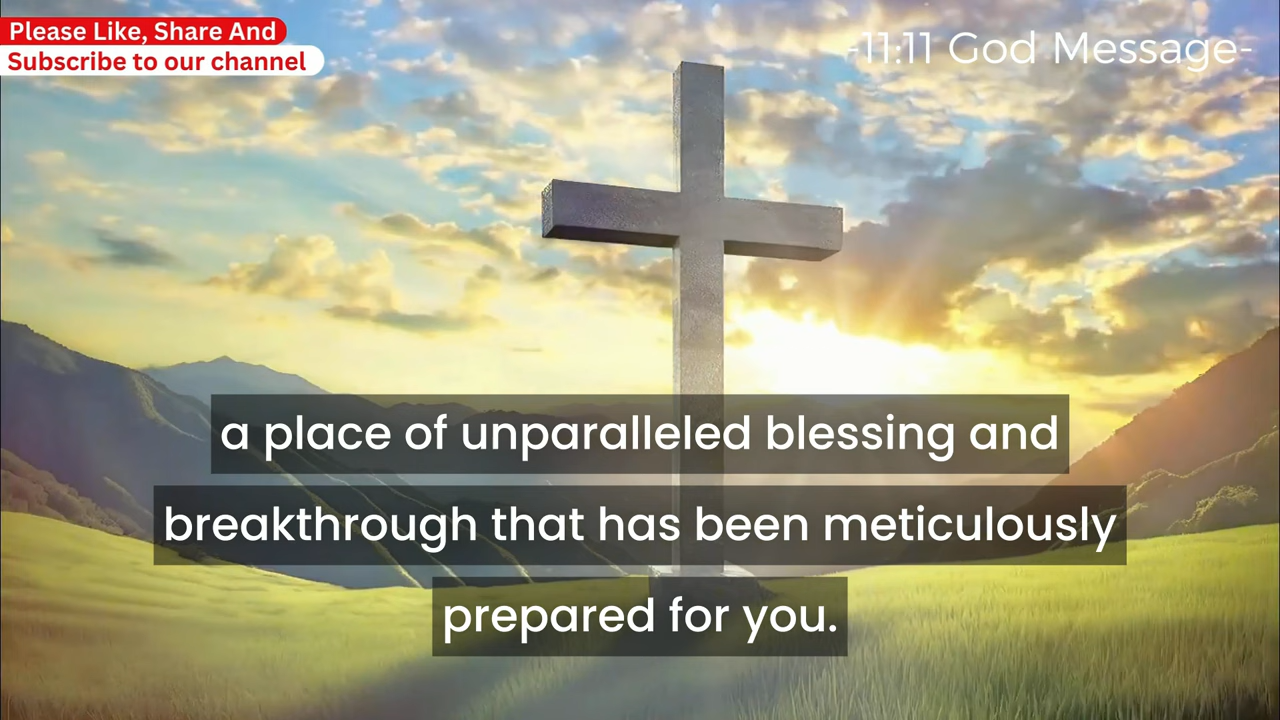 Please Like, Share And
Subscribe to our channel
-11:11 God Message-
a place of unparalleled blessing and
breakthrough that has been meticulously
prepared for you.